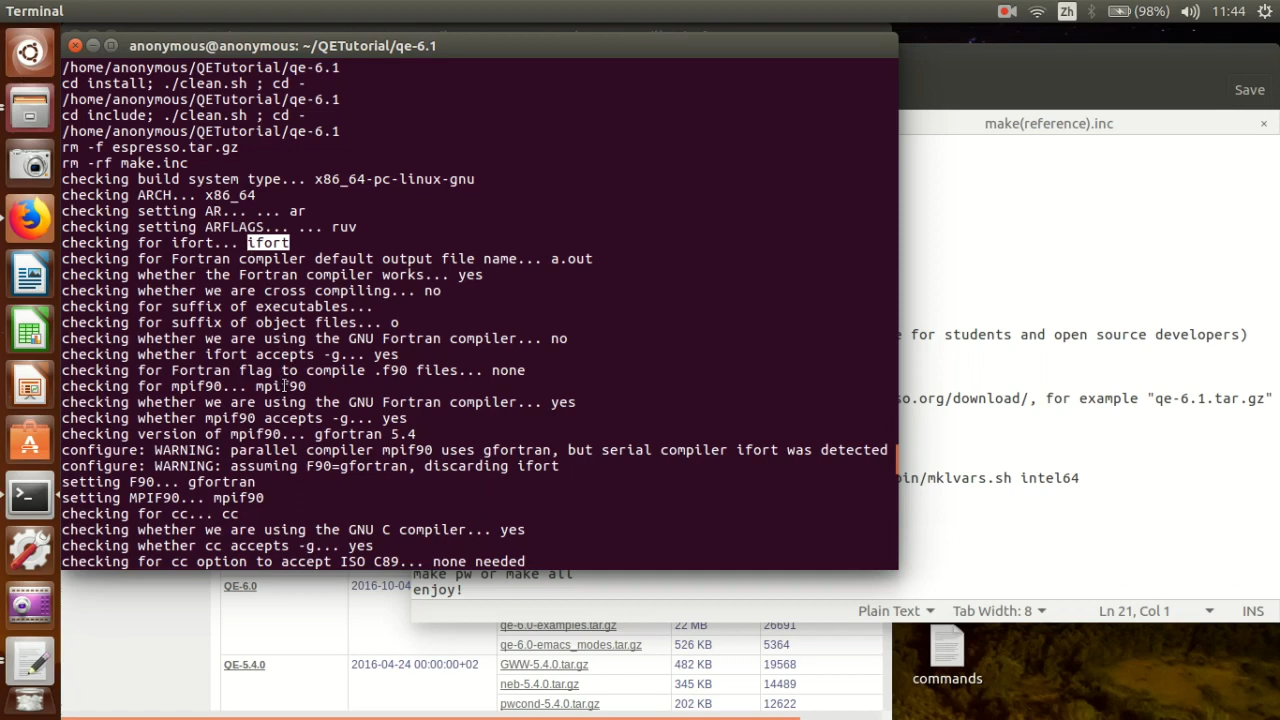 Terminal
Zh
(98%)
11:44
anonymous@anonymous: ~/QETutorial/qe-6.1
/home/anonymous/QETutorial/qe-6.1
cd install; ./clean.sh ; cd -
/home/anonymous/QETutorial/qe-6.1
cd include; ./clean.sh ; cd -
/home/anonymous/QETutorial/qe-6.1
rm -f espresso.tar.gz
rm -rf make.inc
checking build system type... x86_64-pc-linux-gnu
checking ARCH... x86_64
checking setting AR... ... ar
checking setting ARFLAGS... ... ruv
checking for ifort... ifort
checking for Fortran compiler default output file name... a.out
checking whether the Fortran compiler works... yes
checking whether we are cross compiling... no
checking for suffix of executables...
checking for suffix of object files... o
checking whether we are using the GNU Fortran compiler... no
checking whether ifort accepts -g... yes
checking for Fortran flag to compile .f90 files... none
checking for mpif90... mpif90
checking whether we are using the GNU Fortran compiler... yes
checking whether mpif90 accepts -g... yes
checking version of mpif90... gfortran 5.4
configure: WARNING: parallel compiler mpif90 uses gfortran, but serial compiler ifort was detected
configure: WARNING: assuming F90=gfortran, discarding ifort
setting F90... gfortran
setting MPIF90... mpif90
checking for cc... cc
checking whether we are using the GNU C compiler... yes
checking whether cc accepts -g... yes
checking for cc option to accept ISO C89... none needed
Save
make(reference).inc
×
e for students and open source developers)
so.org/download/, for example "qe-6.1.tar.gz"
bin/mklvars.sh intel64
make pw or make all
enjoy!
Plain Text
Tab Width: 8
Ln 21, Col 1
INS
QE-6.0
2016-10-04
qe-6.0-examples.tar.gz 22 MB 26691
qe-6.0-emacs_modes.tar.gz 526 KB 5364
QE-5.4.0 2016-04-24 00:00:00+02 GWW-5.4.0.tar.gz 482 KB 19568
neb-5.4.0.tar.gz 345 KB 14489
pwcond-5.4.0.tar.gz 202 KB 12622
commands